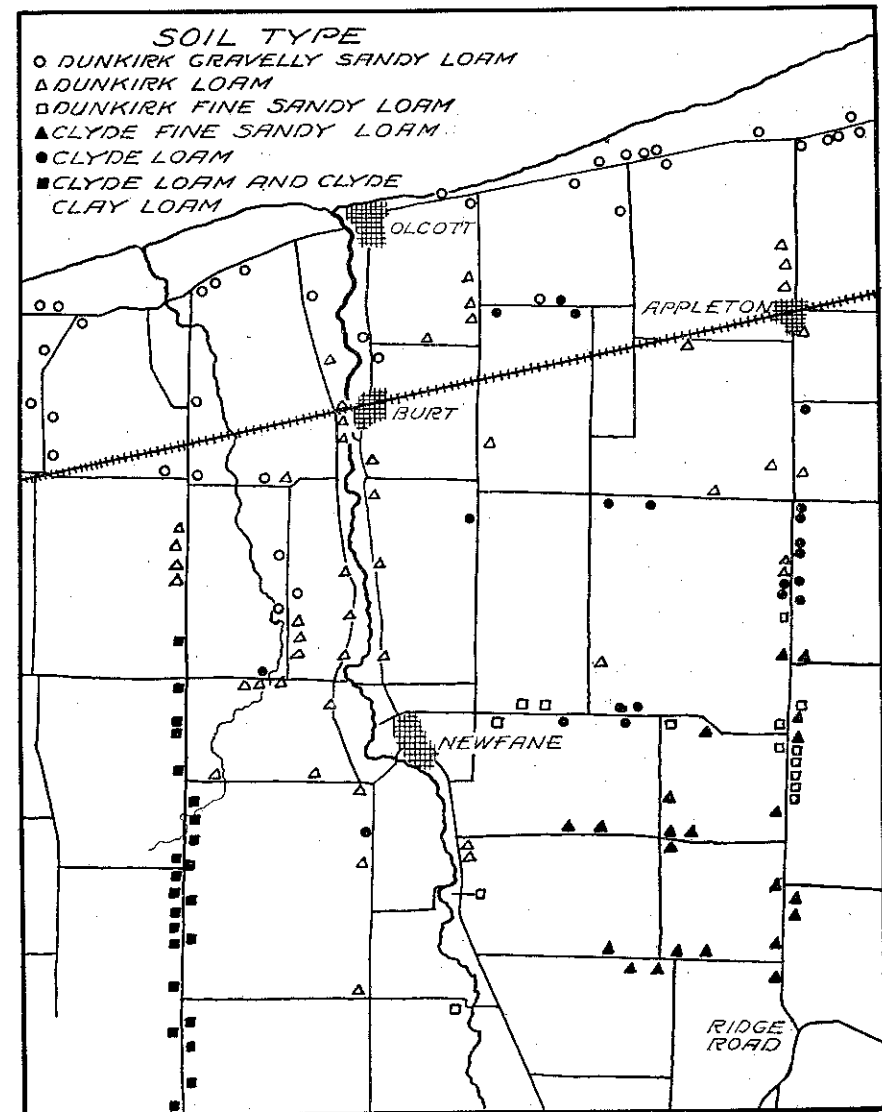 SOIL TYPE
DUNKIRK GRAVELLY SANDY LOAM
DUNKIRK LOAM
DUNKIRK FINE SANDY LOAM
CLYDE FINE SANDY LOAM
CLYDE LOAM
CLYDE LOAM AND CLYDE
CLAY LOAM
OLCOTT
APPLETON
BURT
NEWFANE
RIDGE
ROAD